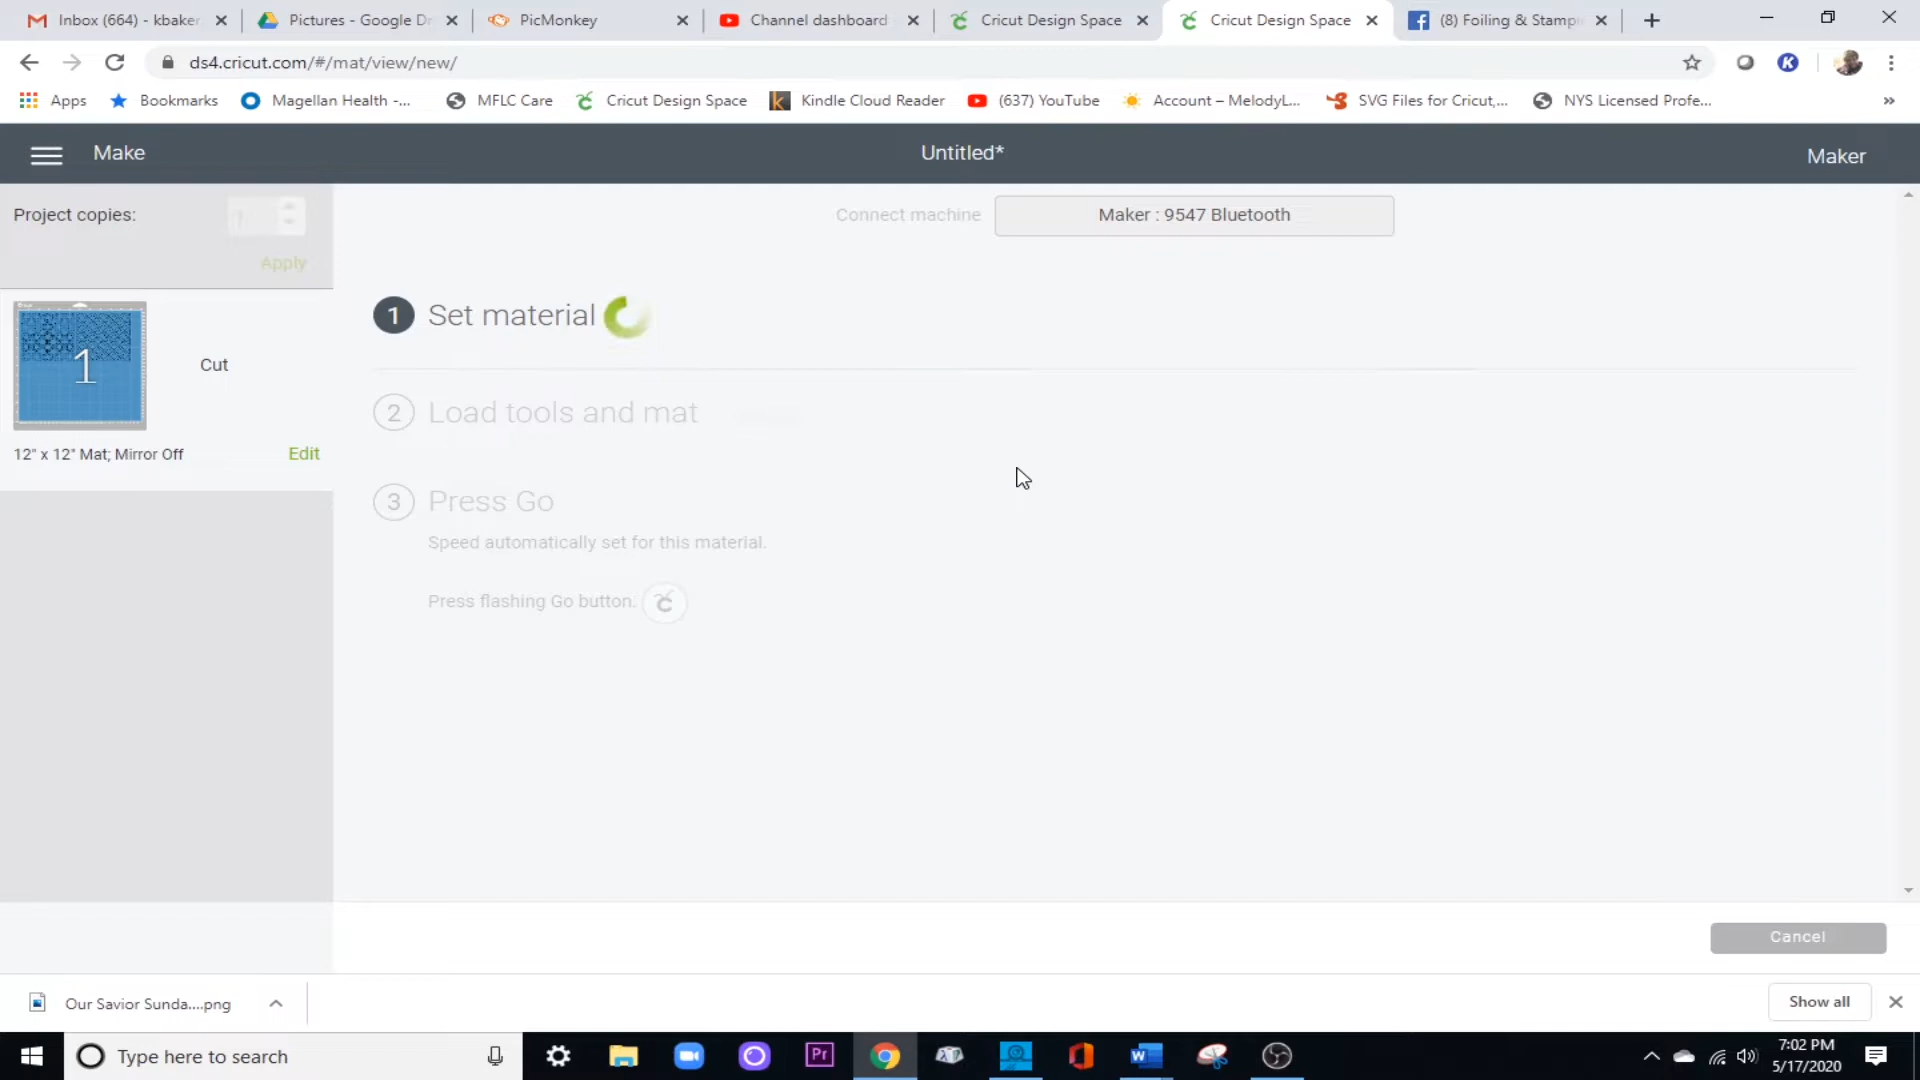 Inbox (664) - kbaker
Pictures - Google Dr
PicMonkey
Channel dashboard
Cricut Design Space
Cricut Design Space
(8) Foiling & Stampi
ds4.cricut.com/#/mat/view/new/
K
Apps
Bookmarks
Magellan Health -...
MFLC Care
Cricut Design Space
Kindle Cloud Reader
(637) YouTube
Account – MelodyL...
SVG Files for Cricut,...
NYS Licensed Profe...
»
Make
Untitled*
Maker
Project copies:
1
Apply
Connect machine
Maker : 9547 Bluetooth
1 Set material
1
Cut
2 Load tools and mat
12" x 12" Mat; Mirror Off
Edit
3 Press Go
Speed automatically set for this material.
Press flashing Go button.
Cancel
Our Savior Sunda....png
Show all
Type here to search
Pr
W
7:02 PM
5/17/2020